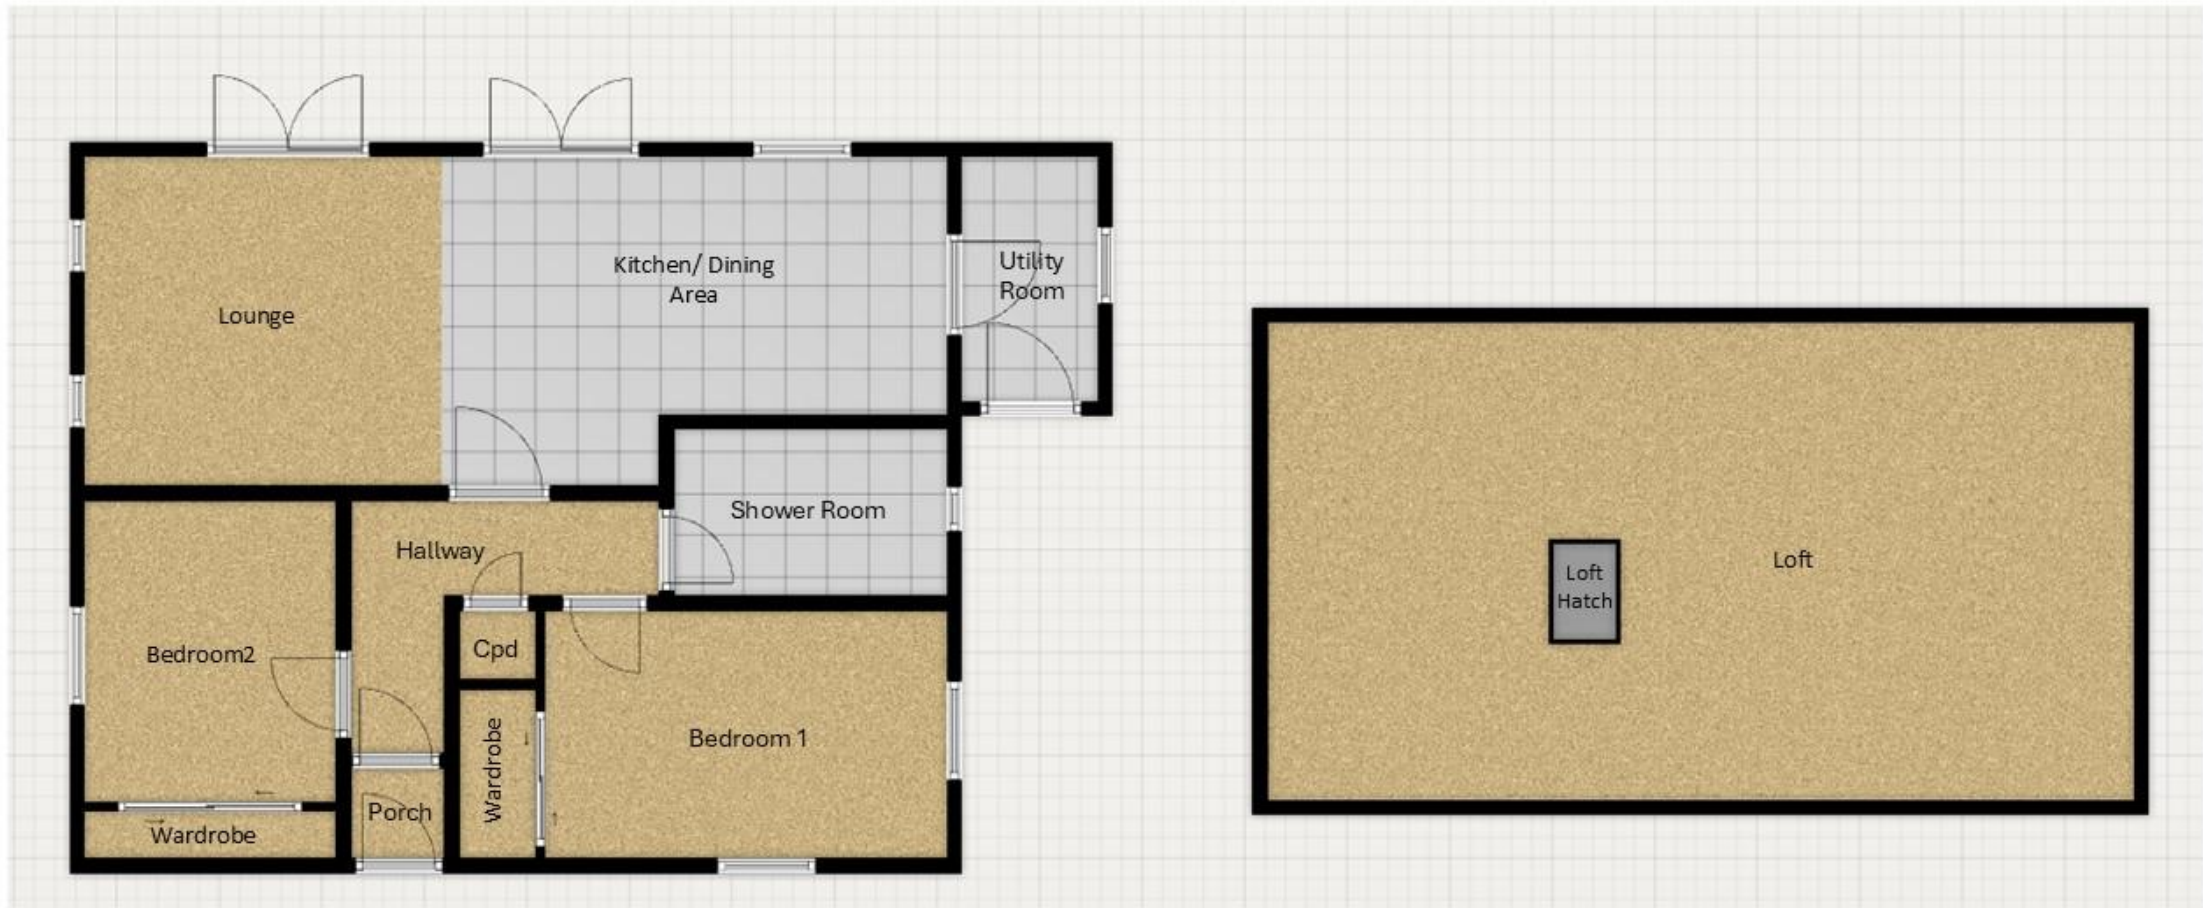 Kitchen/ Dining
Area
Utility
Room
Lounge
Shower Room
Hallway
Bedroom2
Cpd
Wardrobe
Bedroom 1
Porch
Wardrobe
Loft
Loft
Hatch